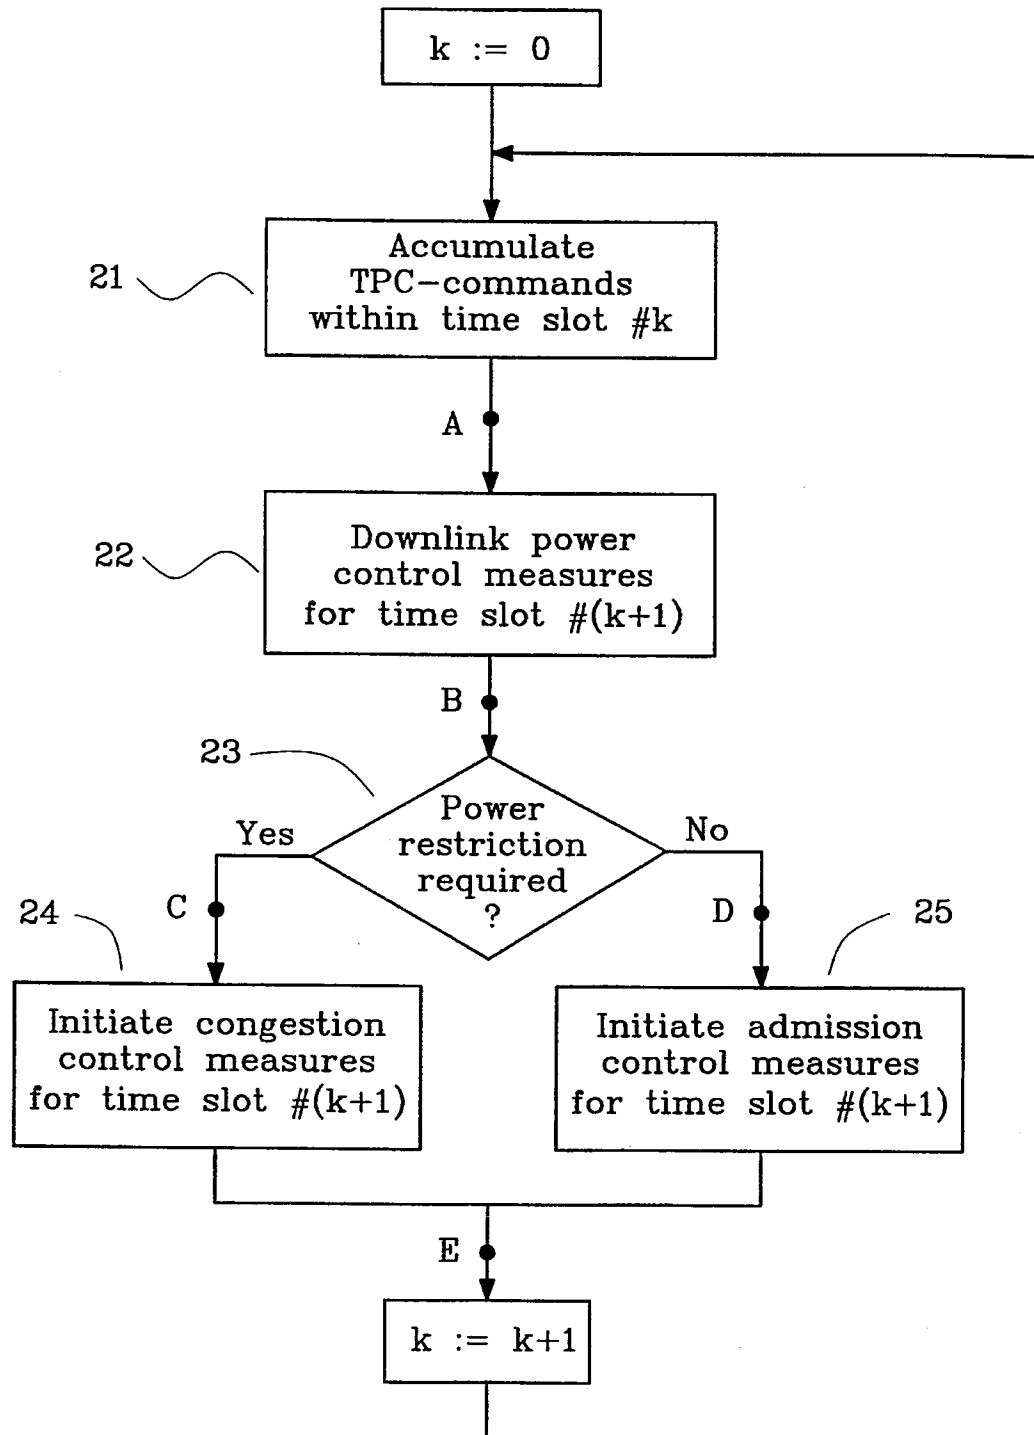 k := 0
21
Accumulate
TPC-commands
within time slot #k
A
22
Downlink power
control measures
for time slot #(k+1)
B
23
Power
restriction
required
?
Yes
No
C
D
24
25
Initiate congestion
control measures
for time slot #(k+1)
Initiate admission
control measures
for time slot #(k+1)
E
k := k+1